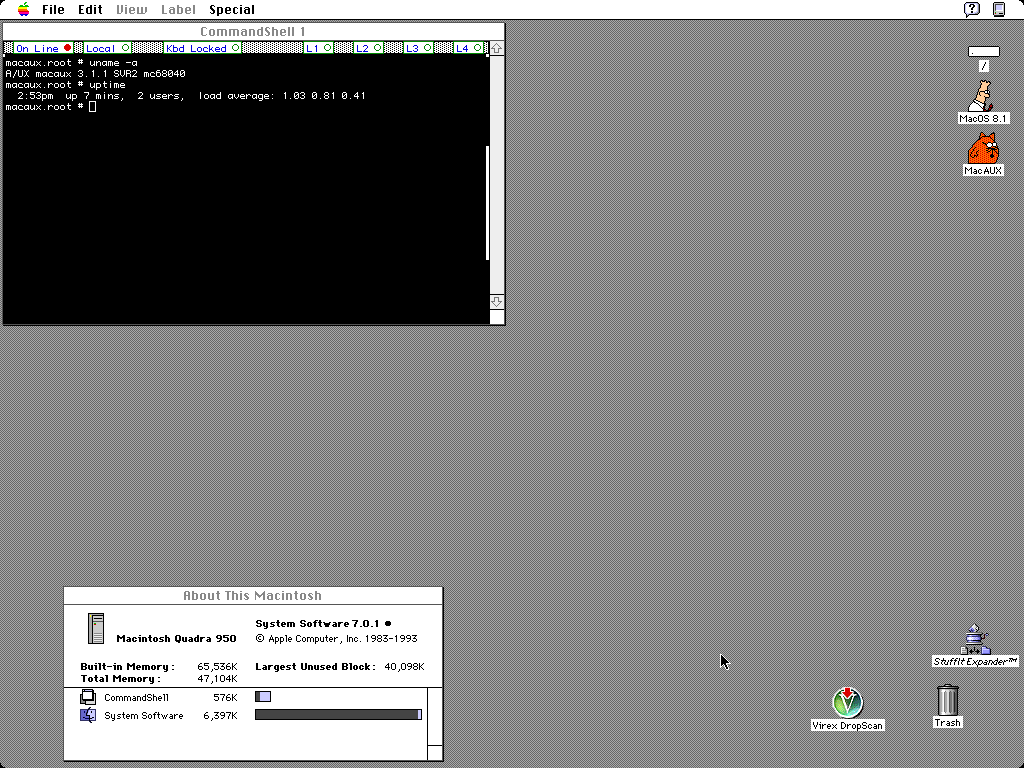 File Edit View Label Special
CommandShell 1
On Line Local Kbd Locked L1 L2 L3 L4
macaux.root # uname -a
A/UX macaux 3.1.1 SVR2 mc68040
macaux.root # uptime
2:53pm up 7 mins, 2 users, load average: 1.03 0.81 0.41
macaux.root #
/
MacOS 8.1
MacAUX
About This Macintosh
System Software 7.0.1 •
Macintosh Quadra 950 © Apple Computer, Inc. 1983-1993
Built-in Memory: 65,536K Largest Unused Block: 40,098K
Total Memory: 47,104K
CommandShell 576K
System Software 6,397K
StuffIt Expander™
Virex DropScan
Trash